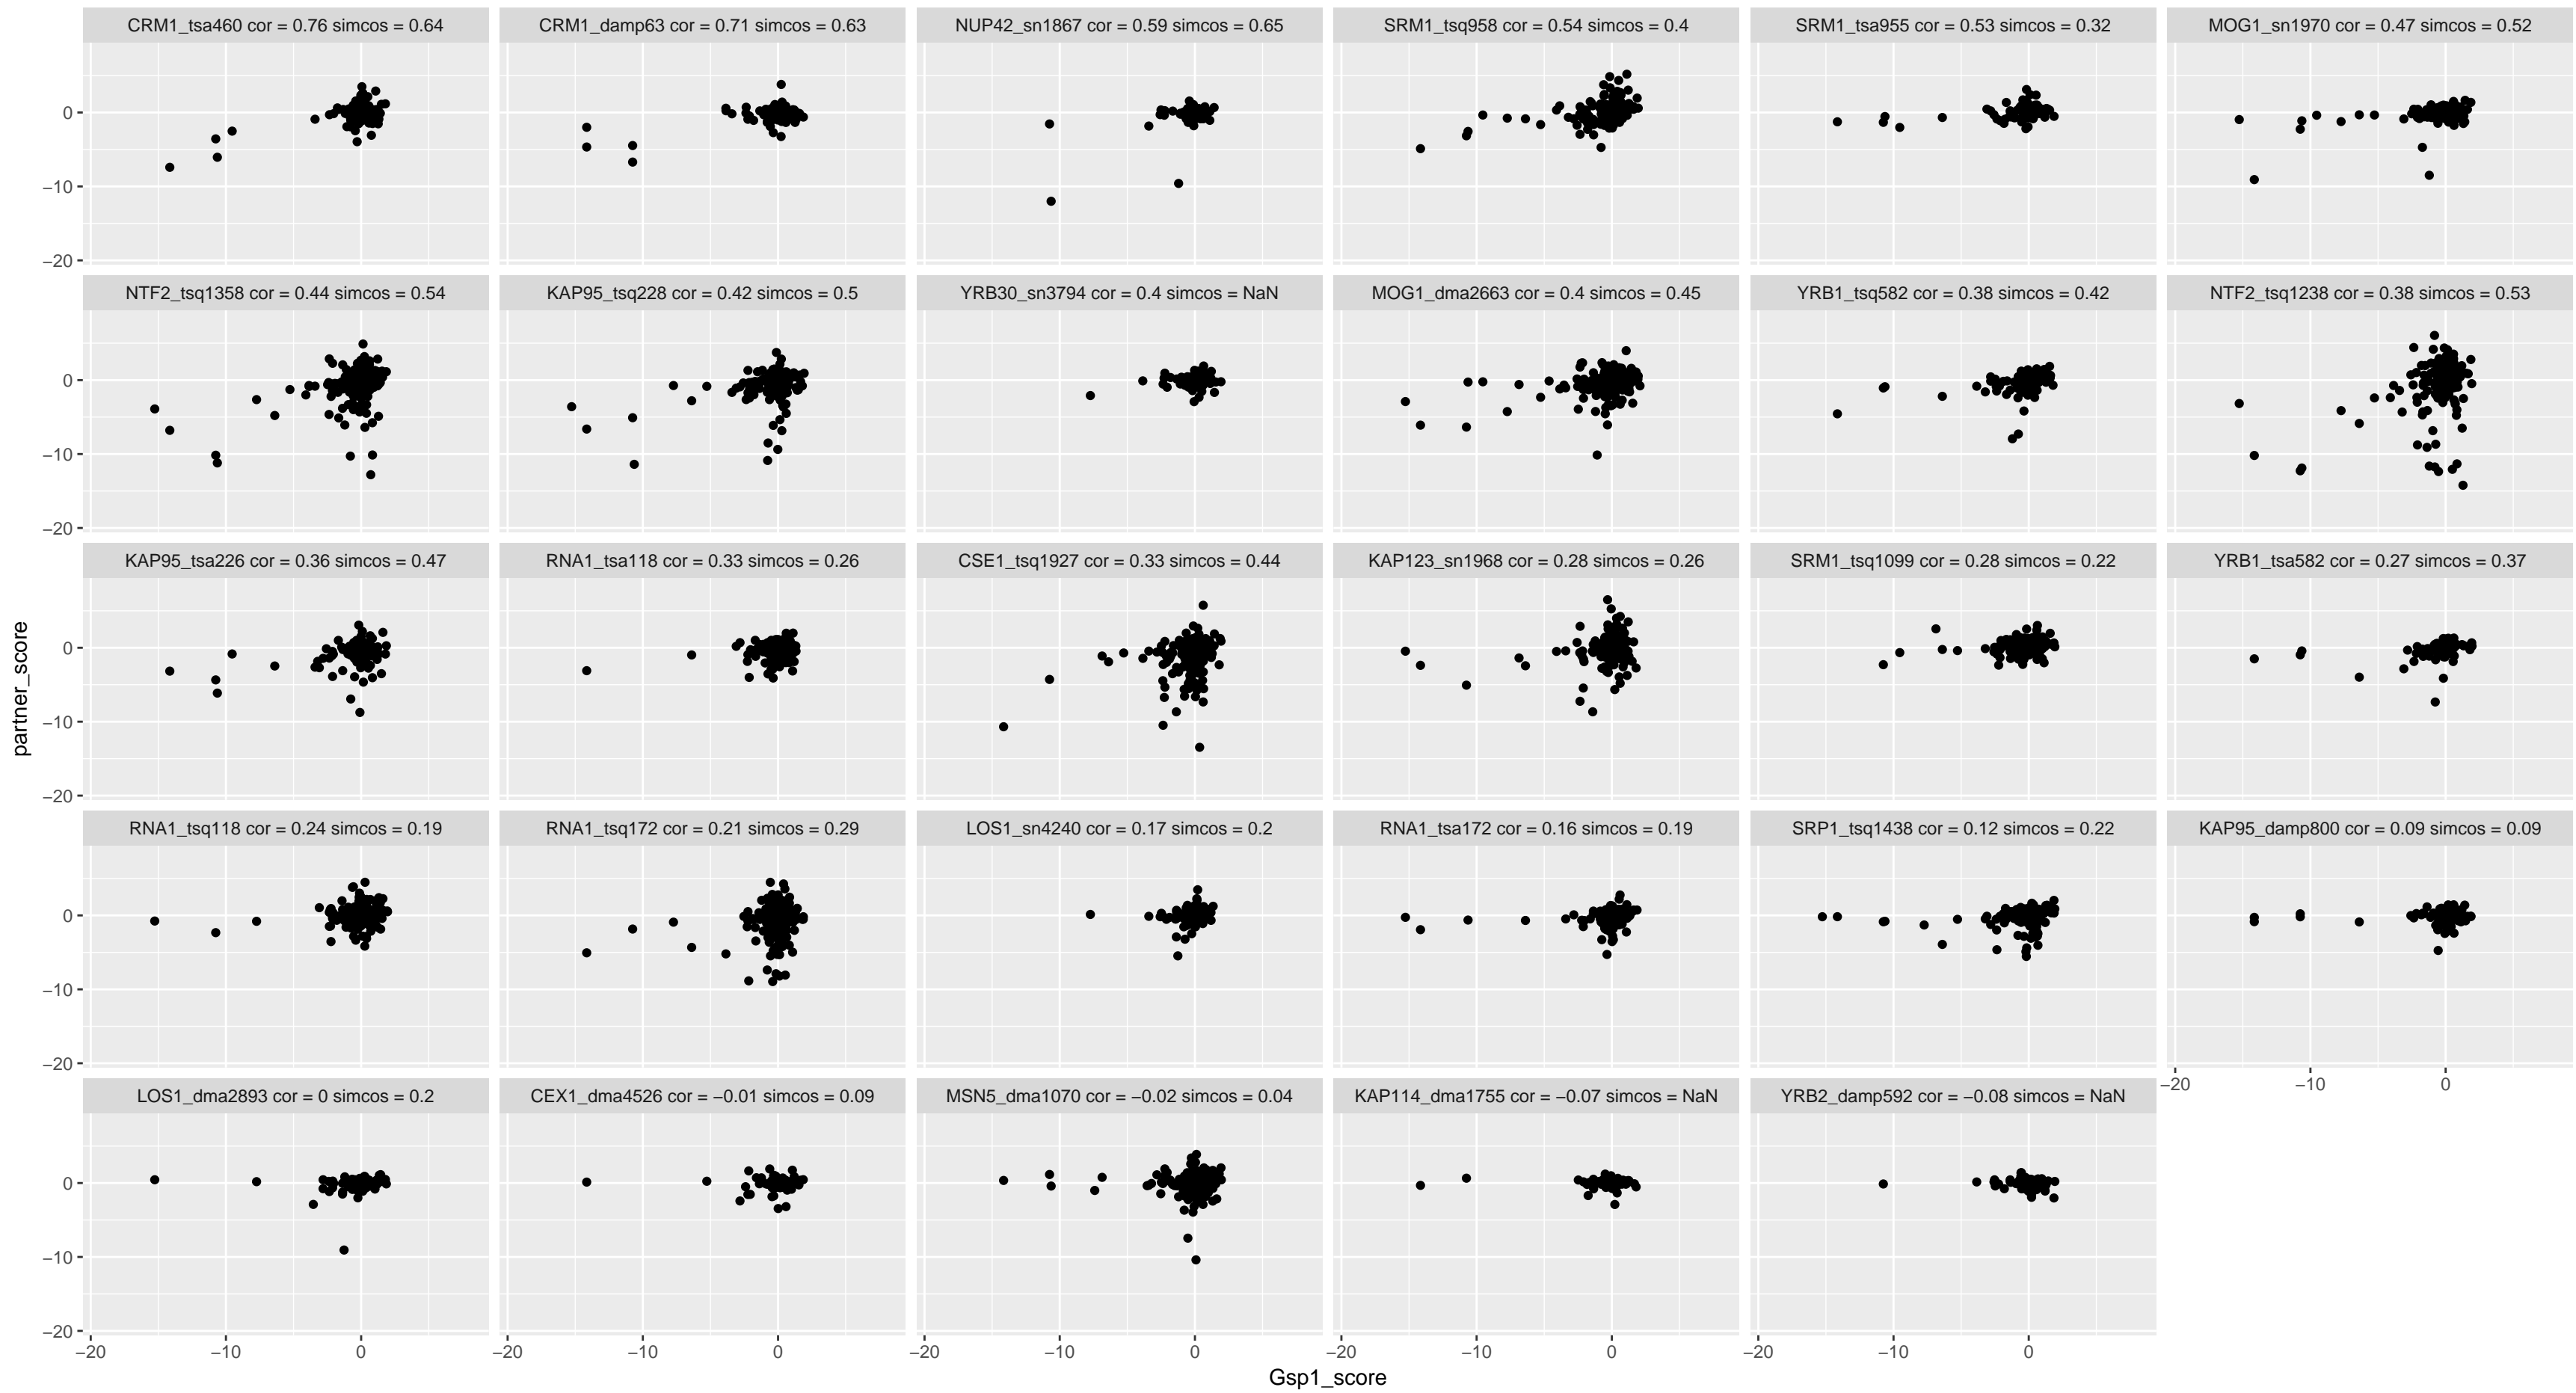 CRM1_tsa460 cor = 0.76 simcos = 0.64
CRM1_damp63 cor = 0.71 simcos = 0.63
NUP42_sn1867 cor = 0.59 simcos = 0.65
SRM1_tsq958 cor = 0.54 simcos = 0.4
SRM1_tsa955 cor = 0.53 simcos = 0.32
MOG1_sn1970 cor = 0.47 simcos = 0.52
0
−10
−20
NTF2_tsq1358 cor = 0.44 simcos = 0.54
KAP95_tsq228 cor = 0.42 simcos = 0.5
YRB30_sn3794 cor = 0.4 simcos = NaN
MOG1_dma2663 cor = 0.4 simcos = 0.45
YRB1_tsq582 cor = 0.38 simcos = 0.42
NTF2_tsq1238 cor = 0.38 simcos = 0.53
0
−10
−20
KAP95_tsa226 cor = 0.36 simcos = 0.47
RNA1_tsa118 cor = 0.33 simcos = 0.26
CSE1_tsq1927 cor = 0.33 simcos = 0.44
KAP123_sn1968 cor = 0.28 simcos = 0.26
SRM1_tsq1099 cor = 0.28 simcos = 0.22
YRB1_tsa582 cor = 0.27 simcos = 0.37
0
−10
−20
partner_score
RNA1_tsq118 cor = 0.24 simcos = 0.19
RNA1_tsq172 cor = 0.21 simcos = 0.29
LOS1_sn4240 cor = 0.17 simcos = 0.2
RNA1_tsa172 cor = 0.16 simcos = 0.19
SRP1_tsq1438 cor = 0.12 simcos = 0.22
KAP95_damp800 cor = 0.09 simcos = 0.09
0
−10
−20
−20 −10 0
LOS1_dma2893 cor = 0 simcos = 0.2
CEX1_dma4526 cor = −0.01 simcos = 0.09
MSN5_dma1070 cor = −0.02 simcos = 0.04
KAP114_dma1755 cor = −0.07 simcos = NaN
YRB2_damp592 cor = −0.08 simcos = NaN
0
−10
−20
−20 −10 0
−20 −10 0
−20 −10 0
−20 −10 0
−20 −10 0
Gsp1_score